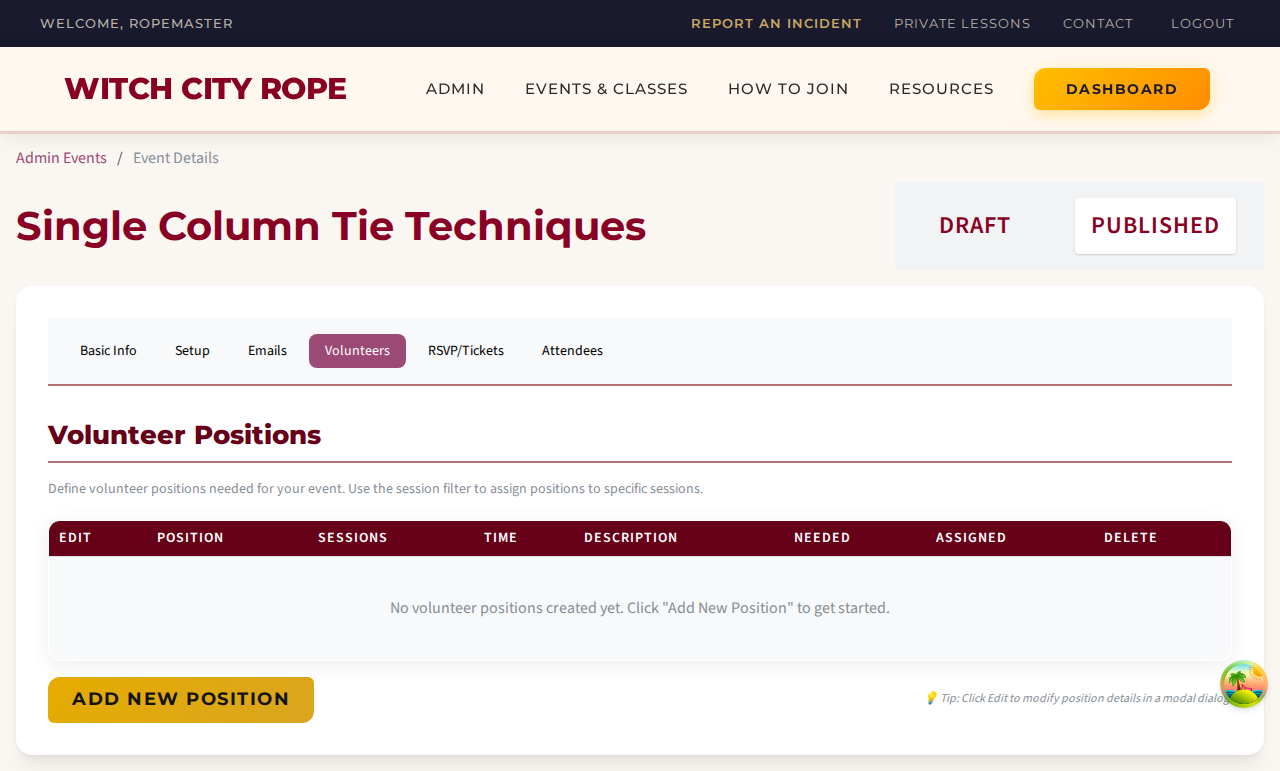 WELCOME, ROPEMASTER REPORT AN INCIDENT PRIVATE LESSONS CONTACT LOGOUT
WITCH CITY ROPE ADMIN EVENTS & CLASSES HOW TO JOIN RESOURCES DASHBOARD
Admin Events / Event Details
Single Column Tie Techniques DRAFT PUBLISHED
Basic Info Setup Emails Volunteers RSVP/Tickets Attendees
Volunteer Positions
Define volunteer positions needed for your event. Use the session filter to assign positions to specific sessions.
EDIT POSITION SESSIONS TIME DESCRIPTION NEEDED ASSIGNED DELETE
No volunteer positions created yet. Click "Add New Position" to get started.
ADD NEW POSITION 💡 Tip: Click Edit to modify position details in a modal dialog